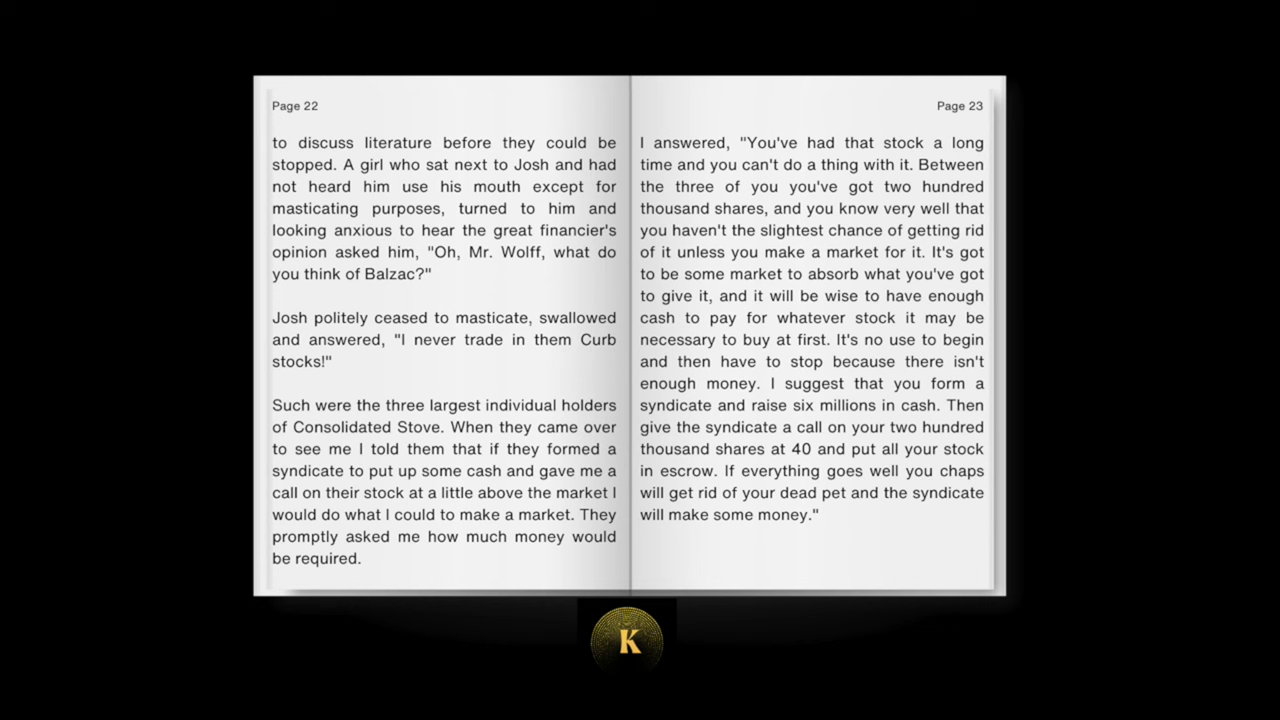 Page 22
to discuss literature before they could be
stopped. A girl who sat next to Josh and had
not heard him use his mouth except for
masticating purposes, turned to him and
looking anxious to hear the great financier's
opinion asked him, "Oh, Mr. Wolff, what do
you think of Balzac?"
Josh politely ceased to masticate, swallowed
and answered, "I never trade in them Curb
stocks!"
Such were the three largest individual holders
of Consolidated Stove. When they came over
to see me I told them that if they formed a
syndicate to put up some cash and gave me a
call on their stock at a little above the market I
would do what I could to make a market. They
promptly asked me how much money would
be required.
Page 23
I answered, "You've had that stock a long
time and you can't do a thing with it. Between
the three of you you've got two hundred
thousand shares, and you know very well that
you haven't the slightest chance of getting rid
of it unless you make a market for it. It's got
to be some market to absorb what you've got
to give it, and it will be wise to have enough
cash to pay for whatever stock it may be
necessary to buy at first. It's no use to begin
and then have to stop because there isn't
enough money. I suggest that you form a
syndicate and raise six millions in cash. Then
give the syndicate a call on your two hundred
thousand shares at 40 and put all your stock
in escrow. If everything goes well you chaps
will get rid of your dead pet and the syndicate
will make some money."
K